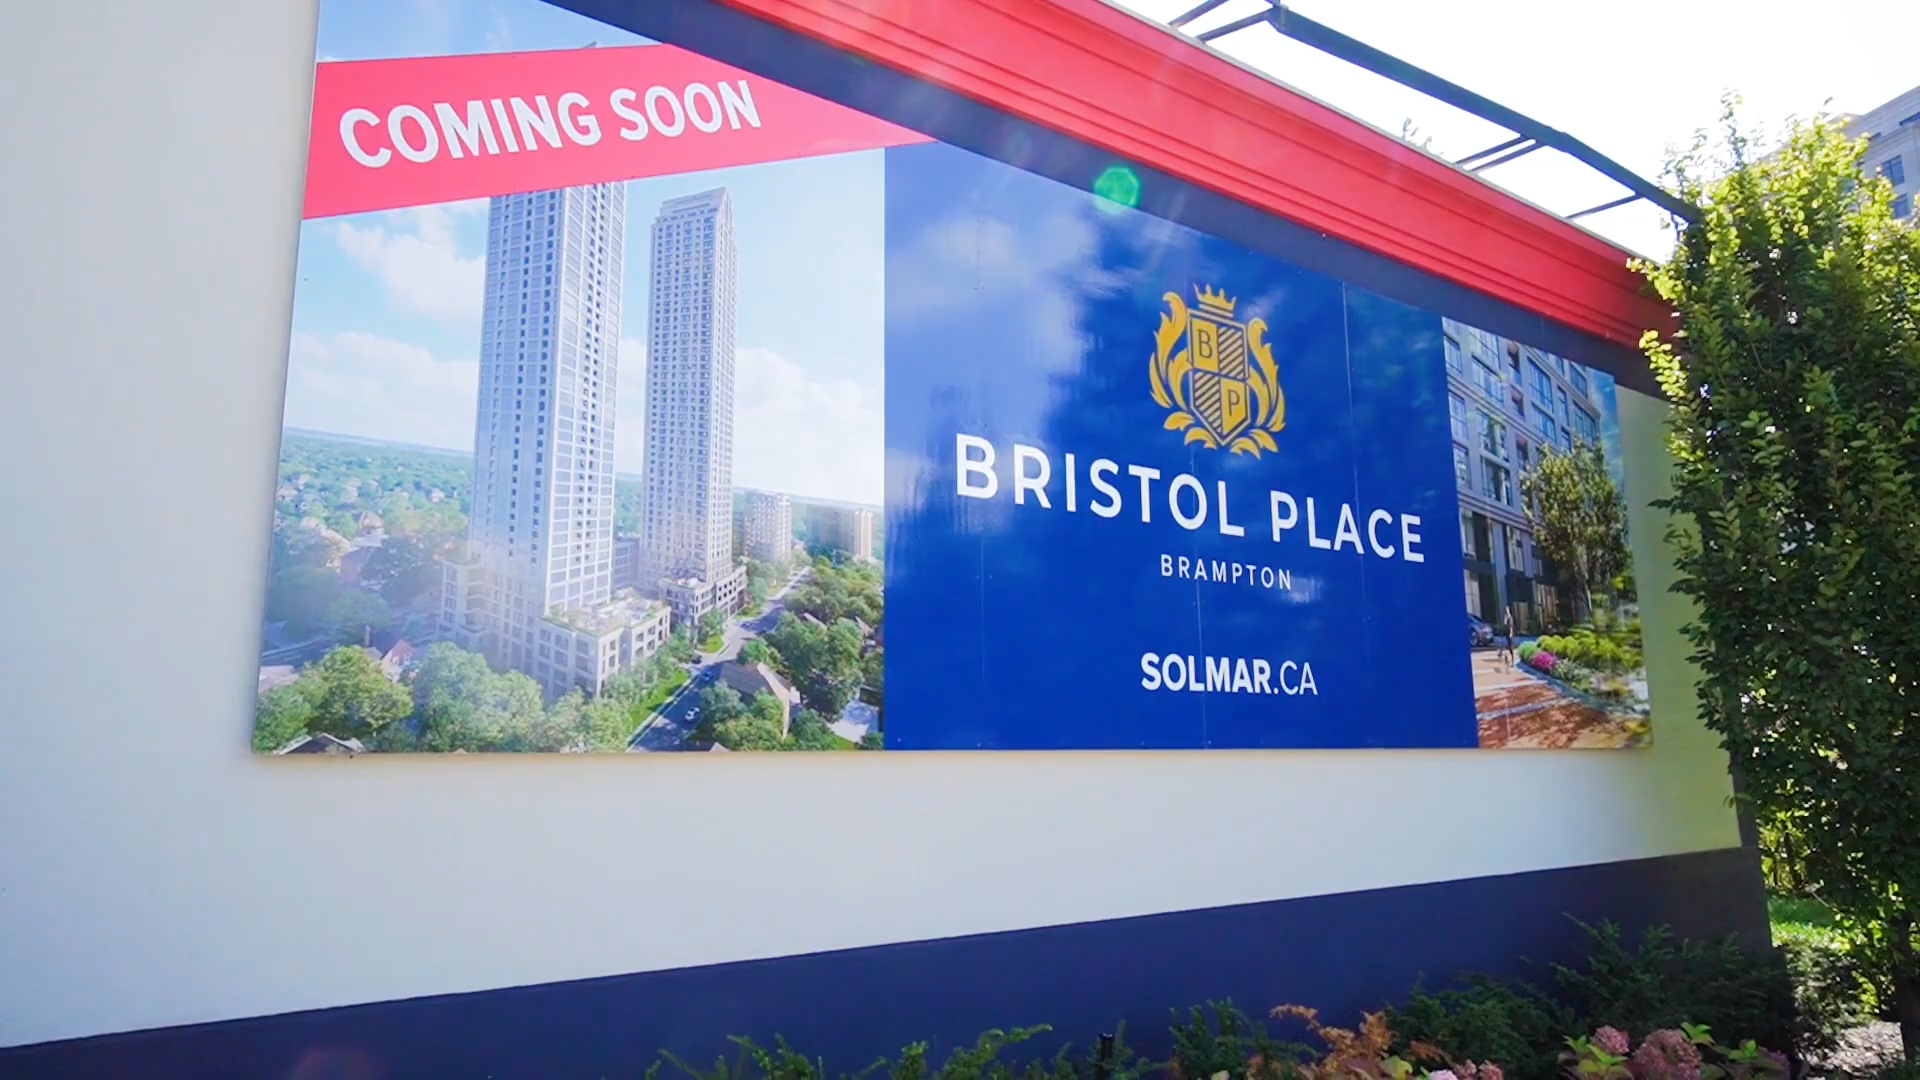 COMING SOON
B
P
BRISTOL PLACE
BRAMPTON
SOLMAR.CA